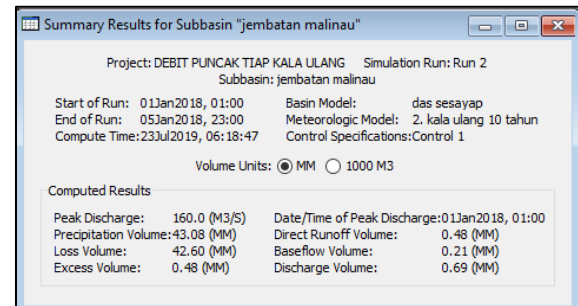 Summary Results for Subbasin "jembatan malinau"
Project: DEBIT PUNCAK TIAP KALA ULANG Simulation Run: Run 2
Subbasin: jembatan malinau
Start of Run: 01Jan2018, 01:00 Basin Model: das sesayap
End of Run: 05Jan2018, 23:00 Meteorologic Model: 2. kala ulang 10 tahun
Compute Time:23Jul2019, 06:18:47 Control Specifications:Control 1
Volume Units: MM 1000 M3
Computed Results
Peak Discharge: 160.0 (M3/S) Date/Time of Peak Discharge:01Jan2018, 01:00
Precipitation Volume:43.08 (MM) Direct Runoff Volume: 0.48 (MM)
Loss Volume: 42.60 (MM) Baseflow Volume: 0.21 (MM)
Excess Volume: 0.48 (MM) Discharge Volume: 0.69 (MM)